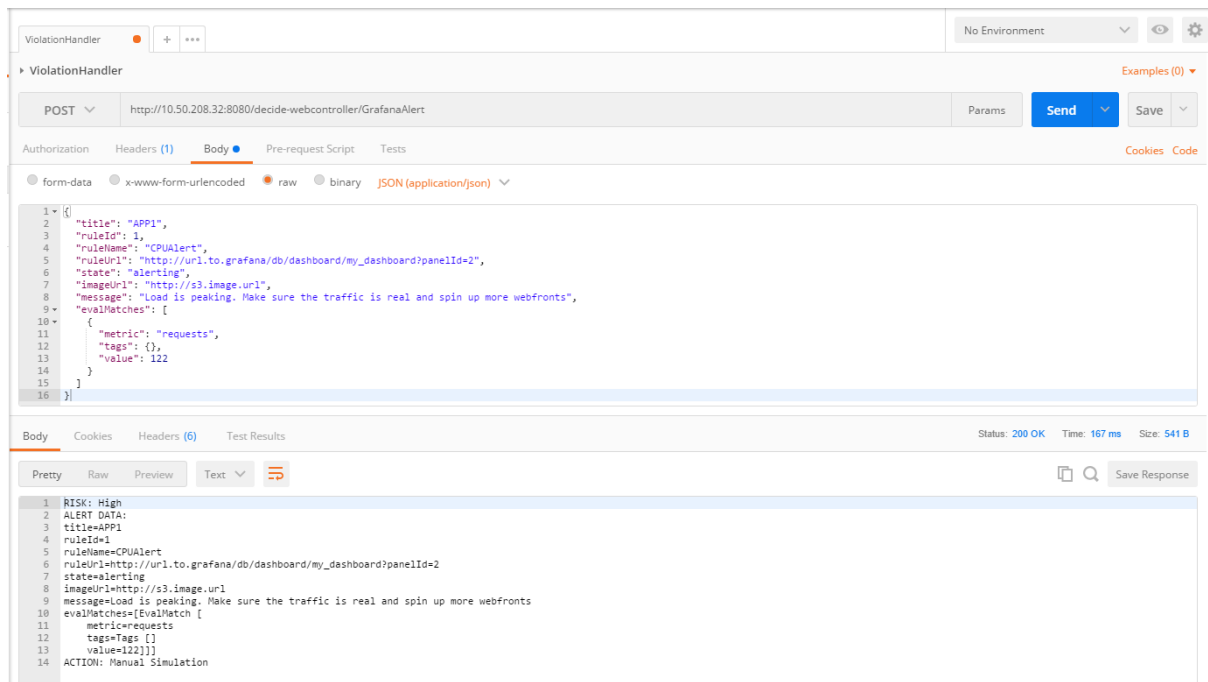 ViolationHandler
No Environment
ViolationHandler
Examples (0)
POST http://10.50.208.32:8080/decide-webcontroller/GrafanaAlert Params Send Save
Authorization Headers (1) Body Pre-request Script Tests Cookies Code
form-data x-www-form-urlencoded raw binary JSON (application/json)
1 {
2 "title": "APP1",
3 "ruleId": 1,
4 "ruleName": "CPUAlert",
5 "ruleUrl": "http://url.to.grafana/db/dashboard/my_dashboard?panelId=2",
6 "state": "alerting",
7 "imageUrl": "http://s3.image.url",
8 "message": "Load is peaking. Make sure the traffic is real and spin up more webfronts",
9 "evalMatches": [
10 {
11 "metric": "requests",
12 "tags": {},
13 "value": 122
14 }
15 ]
16 }
Body Cookies Headers (6) Test Results Status: 200 OK Time: 167 ms Size: 541 B
Pretty Raw Preview Text Save Response
1 RISK: High
2 ALERT DATA:
3 title=APP1
4 ruleId=1
5 ruleName=CPUAlert
6 ruleUrl=http://url.to.grafana/db/dashboard/my_dashboard?panelId=2
7 state=alerting
8 imageUrl=http://s3.image.url
9 message=Load is peaking. Make sure the traffic is real and spin up more webfronts
10 evalMatches=[EvalMatch [
11 metric=requests
12 tags=Tags []
13 value=122]]]
14 ACTION: Manual Simulation